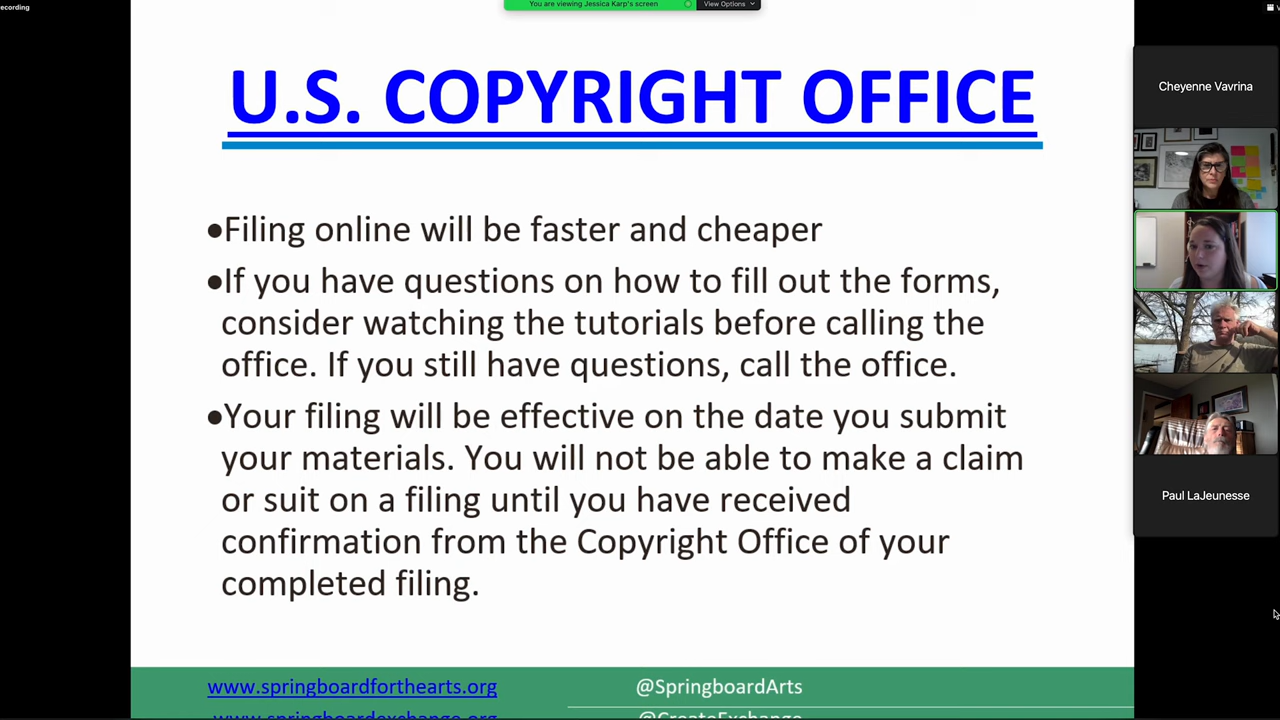 ecording
You are viewing Jessica Karp's screen
View Options
U.S. COPYRIGHT OFFICE
Cheyenne Vavrina
•Filing online will be faster and cheaper
•If you have questions on how to fill out the forms,
consider watching the tutorials before calling the
office. If you still have questions, call the office.
•Your filing will be effective on the date you submit
your materials. You will not be able to make a claim
or suit on a filing until you have received
confirmation from the Copyright Office of your
completed filing.
Paul LaJeunesse
www.springboardforthearts.org
@SpringboardArts
www.springboardexchange.org
@CreateExchange